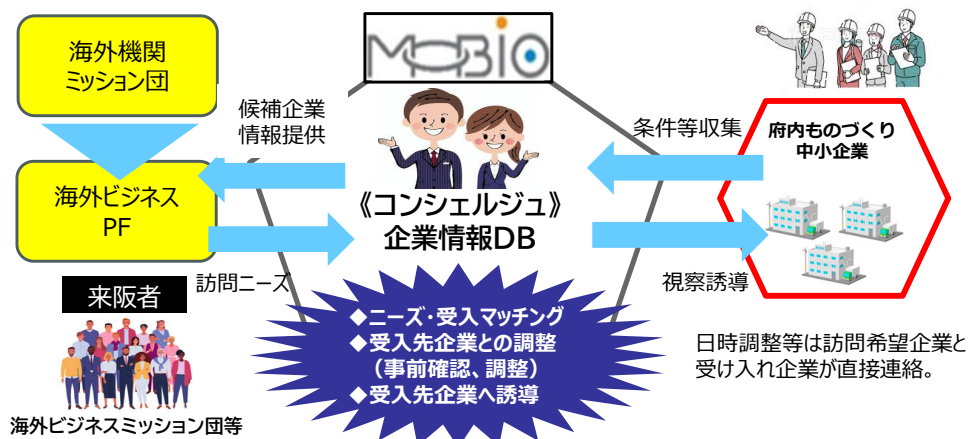 海外機関
ミッション団
海外ビジネス
PF
来阪者
海外ビジネスミッション団等
候補企業
情報提供
訪問ニーズ
MOBIO
《コンシェルジュ》
企業情報DB
◆ニーズ・受入マッチング
◆受入先企業との調整
（事前確認、調整）
◆受入先企業へ誘導
条件等収集
視察誘導
府内ものづくり
中小企業
日時調整等は訪問希望企業と
受け入れ企業が直接連絡。